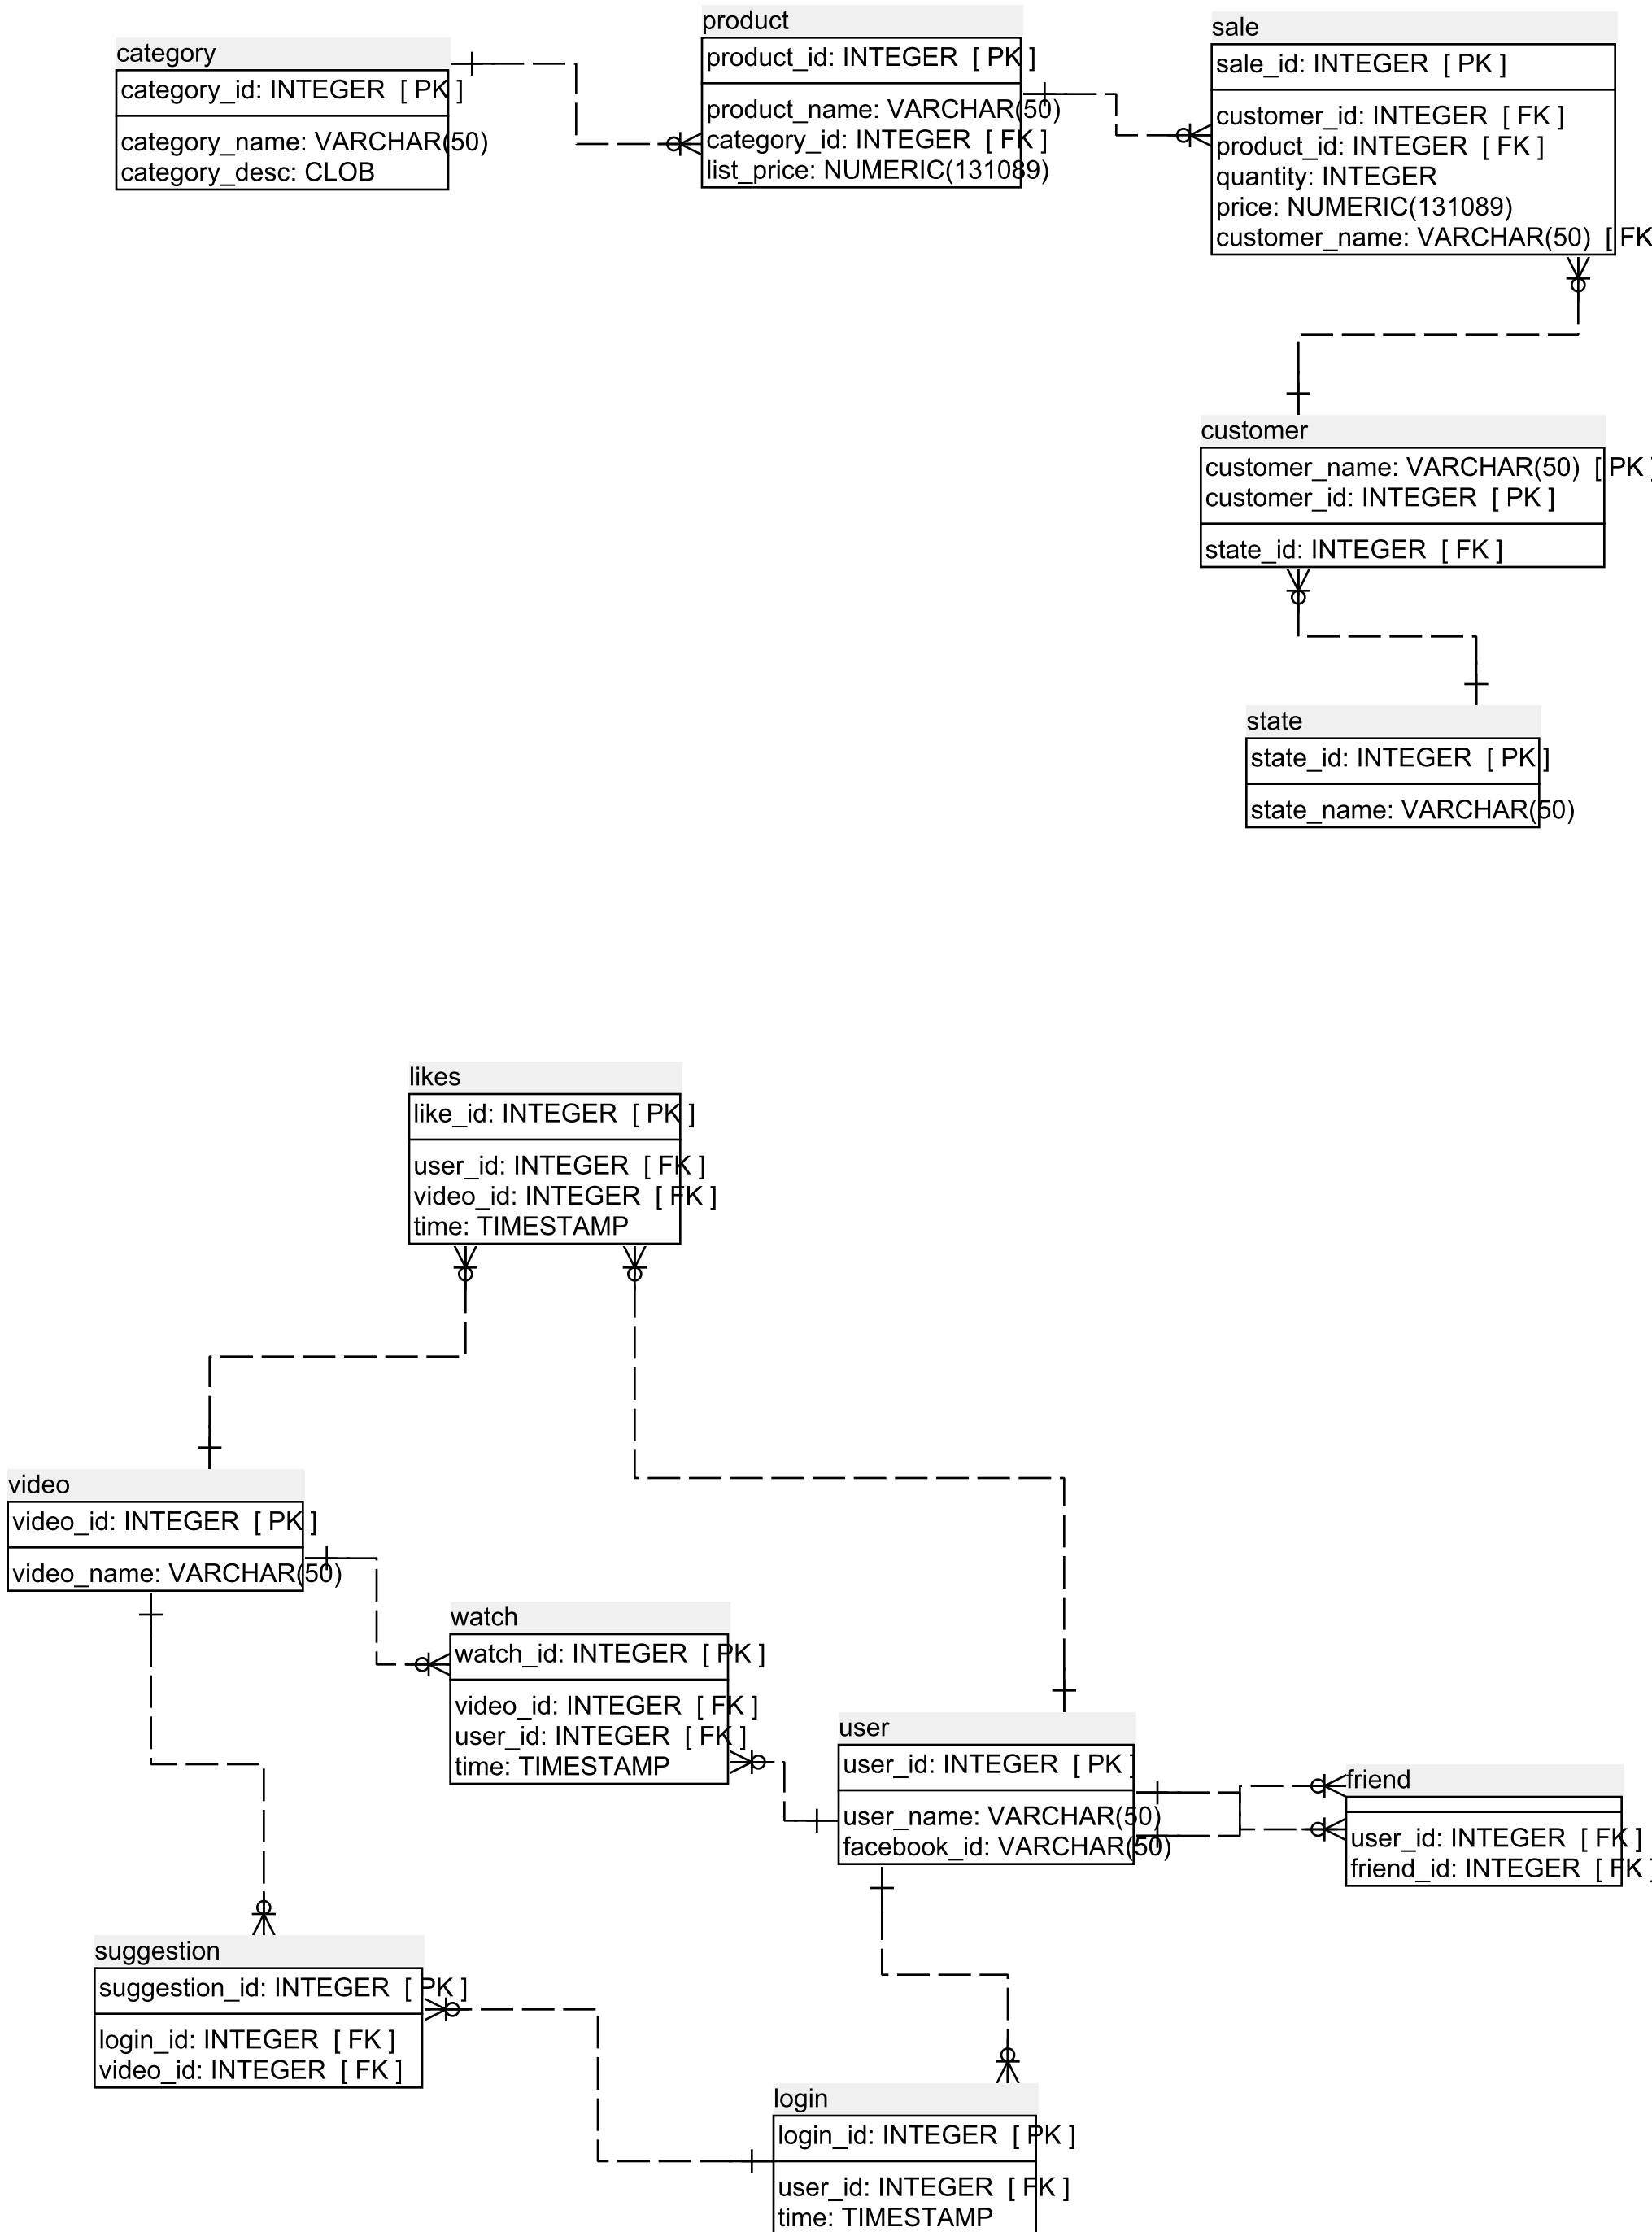 category
category_id: INTEGER [ PK ]
category_name: VARCHAR(50)
category_desc: CLOB
product
product_id: INTEGER [ PK ]
product_name: VARCHAR(50)
category_id: INTEGER [ FK ]
list_price: NUMERIC(131089)
sale
sale_id: INTEGER [ PK ]
customer_id: INTEGER [ FK ]
product_id: INTEGER [ FK ]
quantity: INTEGER
price: NUMERIC(131089)
customer_name: VARCHAR(50) [ FK
customer
customer_name: VARCHAR(50) [ PK ]
customer_id: INTEGER [ PK ]
state_id: INTEGER [ FK ]
state
state_id: INTEGER [ PK ]
state_name: VARCHAR(50)
likes
like_id: INTEGER [ PK ]
user_id: INTEGER [ FK ]
video_id: INTEGER [ FK ]
time: TIMESTAMP
video
video_id: INTEGER [ PK ]
video_name: VARCHAR(50)
watch
watch_id: INTEGER [ PK ]
video_id: INTEGER [ FK ]
user_id: INTEGER [ FK ]
time: TIMESTAMP
user
user_id: INTEGER [ PK ]
user_name: VARCHAR(50)
facebook_id: VARCHAR(50)
friend
user_id: INTEGER [ FK ]
friend_id: INTEGER [ FK ]
suggestion
suggestion_id: INTEGER [ PK ]
login_id: INTEGER [ FK ]
video_id: INTEGER [ FK ]
login
login_id: INTEGER [ PK ]
user_id: INTEGER [ FK ]
time: TIMESTAMP